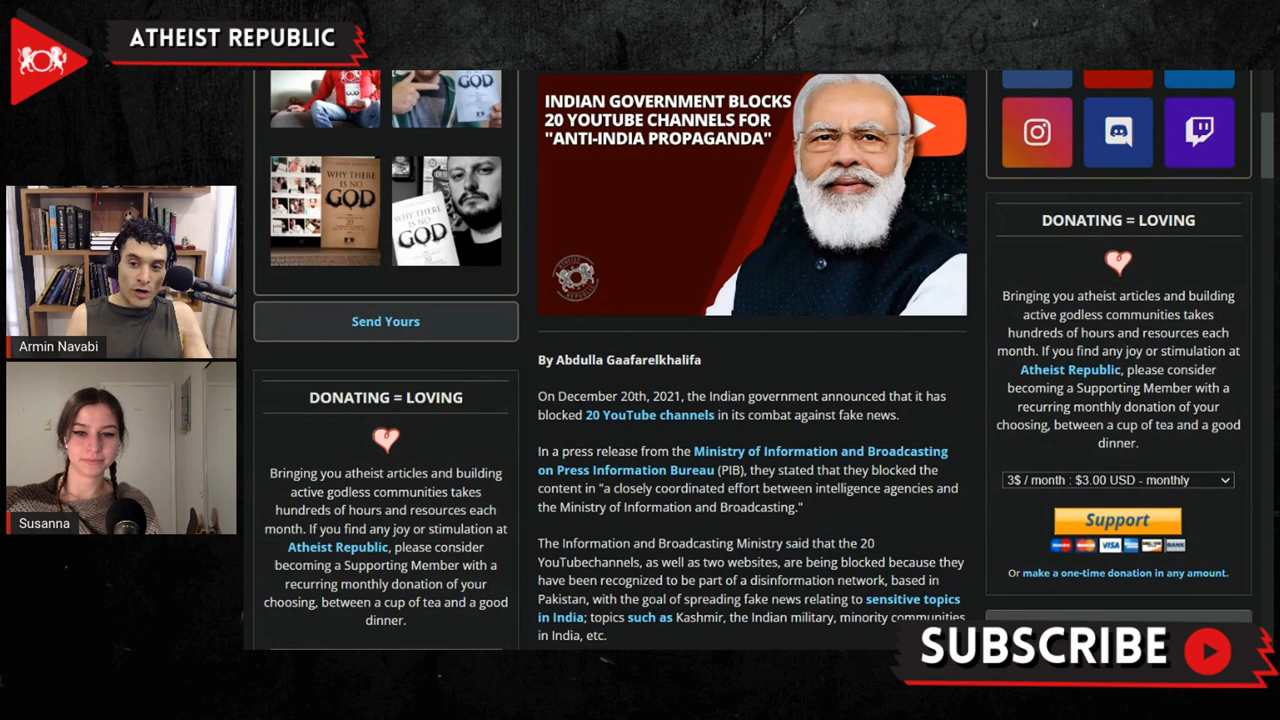 ATHEIST REPUBLIC
Armin Navabi
Susanna
GOD
WHY THERE
IS NO
GOD
WHY THERE
IS NO
GOD
Send Yours
DONATING = LOVING
Bringing you atheist articles and building
active godless communities takes
hundreds of hours and resources each
month. If you find any joy or stimulation at
Atheist Republic, please consider
becoming a Supporting Member with a
recurring monthly donation of your
choosing, between a cup of tea and a good
dinner.
INDIAN GOVERNMENT BLOCKS
20 YOUTUBE CHANNELS FOR
"ANTI-INDIA PROPAGANDA"
By Abdulla Gaafarelkhalifa
On December 20th, 2021, the Indian government announced that it has
blocked 20 YouTube channels in its combat against fake news.
In a press release from the Ministry of Information and Broadcasting
on Press Information Bureau (PIB), they stated that they blocked the
content in "a closely coordinated effort between intelligence agencies and
the Ministry of Information and Broadcasting."
The Information and Broadcasting Ministry said that the 20
YouTubechannels, as well as two websites, are being blocked because they
have been recognized to be part of a disinformation network, based in
Pakistan, with the goal of spreading fake news relating to sensitive topics
in India; topics such as Kashmir, the Indian military, minority communities
in India, etc.
DONATING = LOVING
Bringing you atheist articles and building
active godless communities takes
hundreds of hours and resources each
month. If you find any joy or stimulation at
Atheist Republic, please consider
becoming a Supporting Member with a
recurring monthly donation of your
choosing, between a cup of tea and a good
dinner.
3$ / month : $3.00 USD - monthly
Support
VISA
BANK
Or make a one-time donation in any amount.
SUBSCRIBE